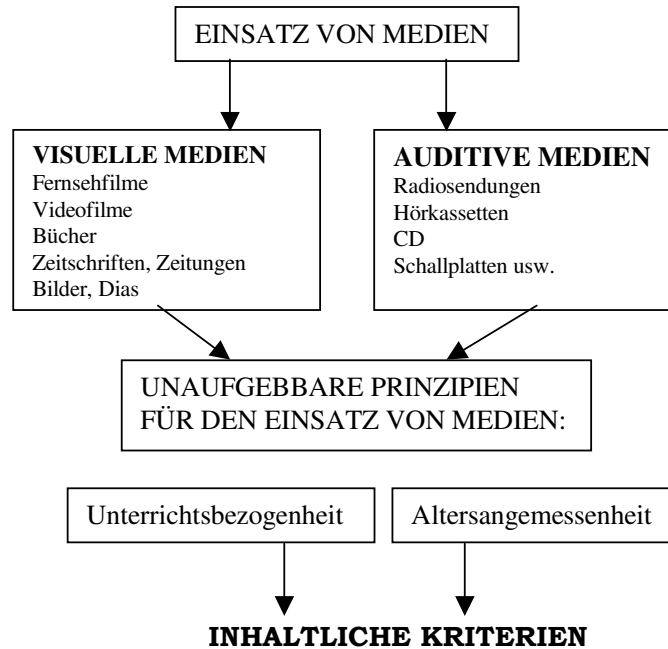 EINSATZ VON MEDIEN
VISUELLE MEDIEN
Fernsehfilme
Videofilme
Bücher
Zeitschriften, Zeitungen
Bilder, Dias
AUDITIVE MEDIEN
Radiosendungen
Hörkassetten
CD
Schallplatten usw.
UNAUFGEBBARE PRINZIPIEN
FÜR DEN EINSATZ VON MEDIEN:
Unterrichtsbezogenheit
Altersangemessenheit
INHALTLICHE KRITERIEN